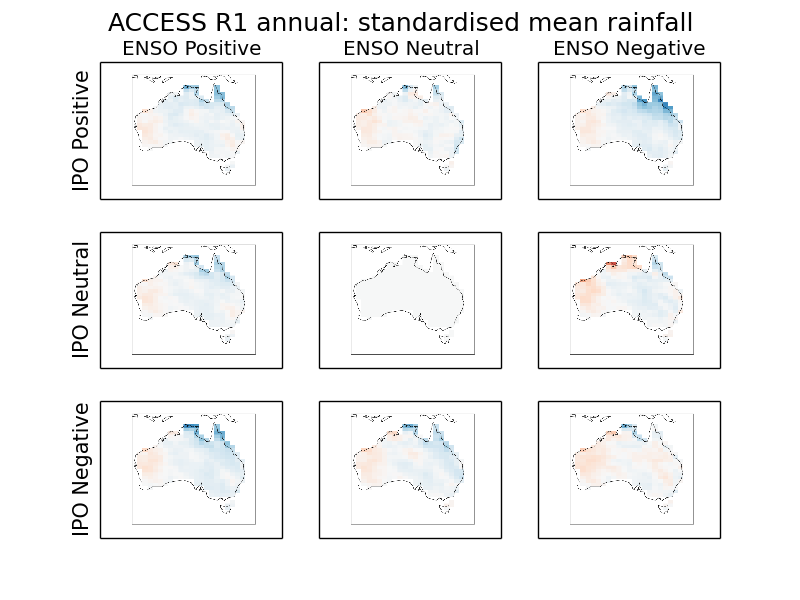 ACCESS R1 annual: standardised mean rainfall
ENSO Positive
ENSO Neutral
ENSO Negative
IPO Positive
IPO Neutral
IPO Negative